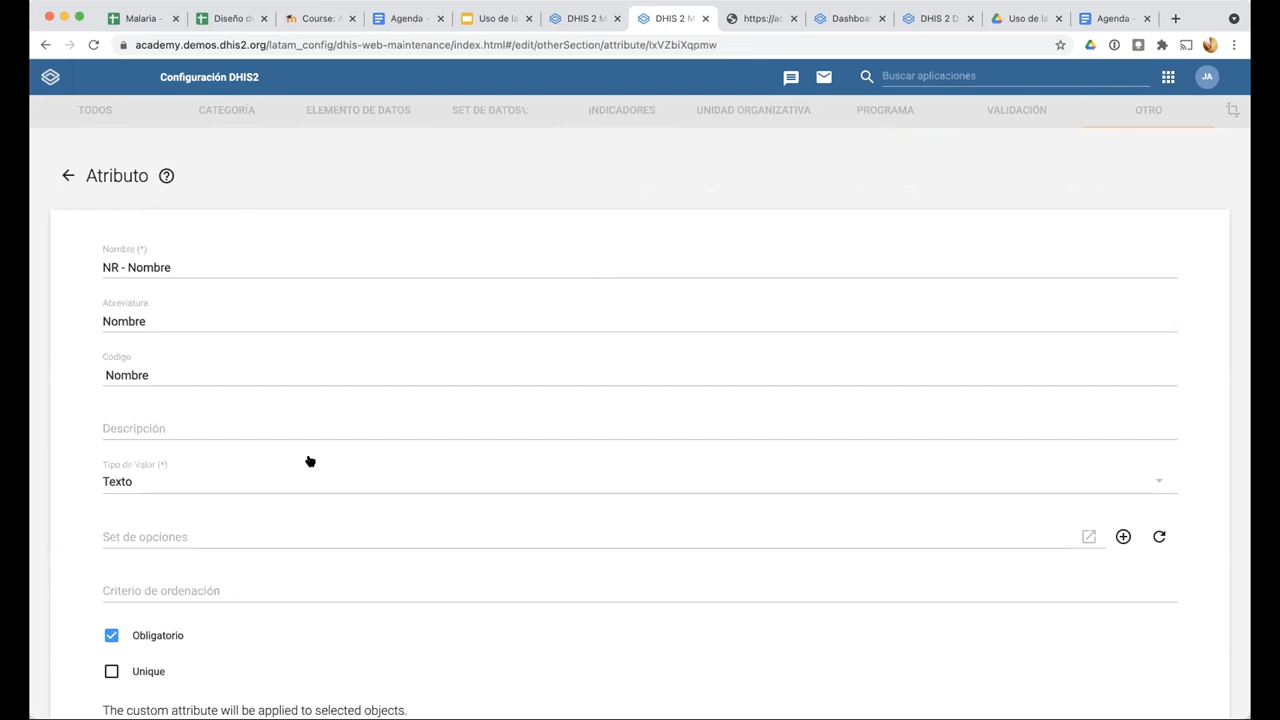 Malaria -
Diseño d
Course: A
Agenda -
Uso de la
DHIS 2 M
DHIS 2 M
https://ac
Dashboa
DHIS 2 D
Uso de la
Agenda -
academy.demos.dhis2.org/latam_config/dhis-web-maintenance/index.html#/edit/otherSection/attribute/IxVZbiXqpmw
Configuración DHIS2
Buscar aplicaciones
JA
TODOS
CATEGORÍA
ELEMENTO DE DATOS
SET DE DATOS\:
INDICADORES
UNIDAD ORGANIZATIVA
PROGRAMA
VALIDACIÓN
OTRO
Atributo
Nombre (*)
NR - Nombre
Abreviatura
Nombre
Código
Nombre
Descripción
Tipo de Valor (*)
Texto
Set de opciones
Criterio de ordenación
Obligatorio
Unique
The custom attribute will be applied to selected objects.